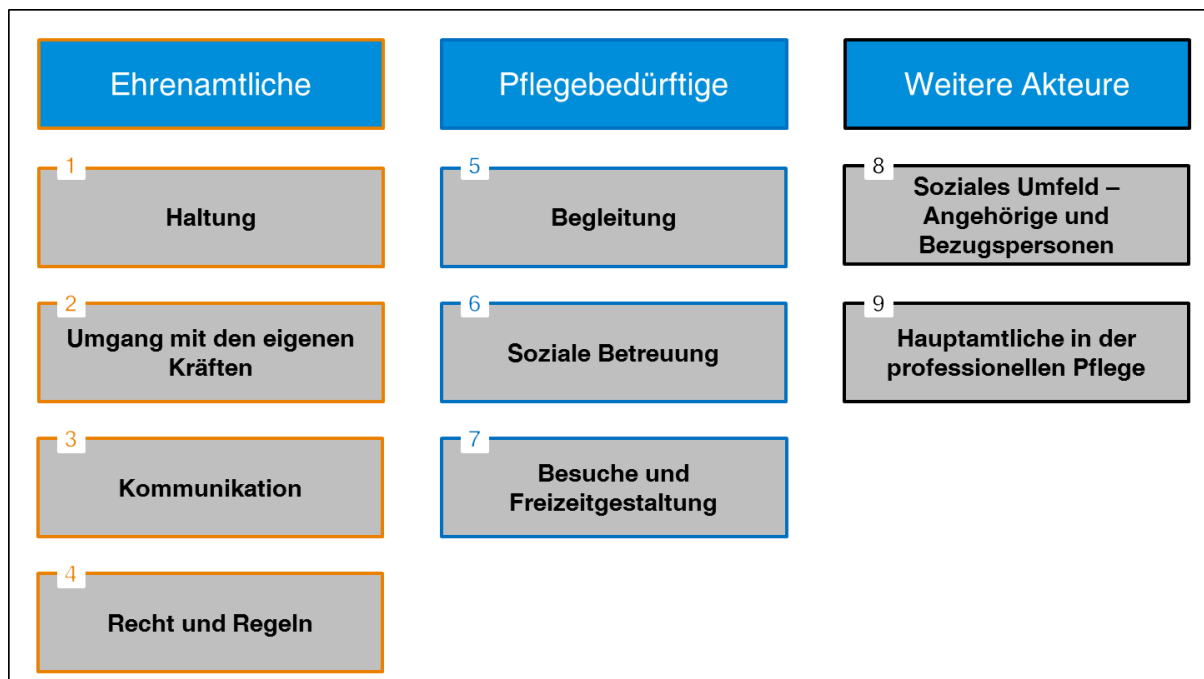 Ehrenamtliche
1
Haltung
2
Umgang mit den eigenen
Kräften
3
Kommunikation
4
Recht und Regeln
Pflegebedürftige
5
Begleitung
6
Soziale Betreuung
7
Besuche und
Freizeitgestaltung
Weitere Akteure
8
Soziales Umfeld –
Angehörige und
Bezugspersonen
9
Hauptamtliche in der
professionellen Pflege